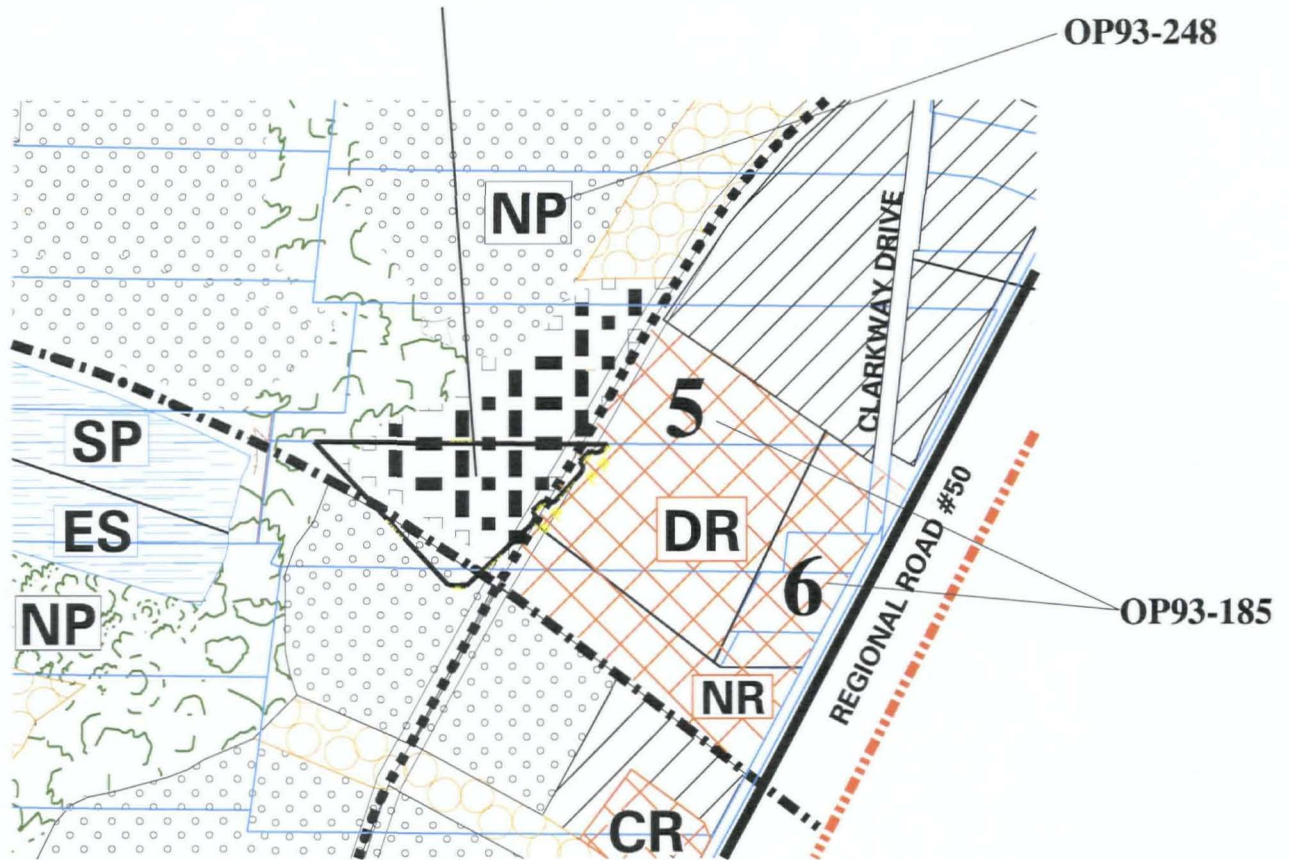 OP93-248
NP
CLARKWAY DRIVE
5
SP
DR
REGIONAL ROAD #50
ES
6
OP93-185
NP
NR
CR